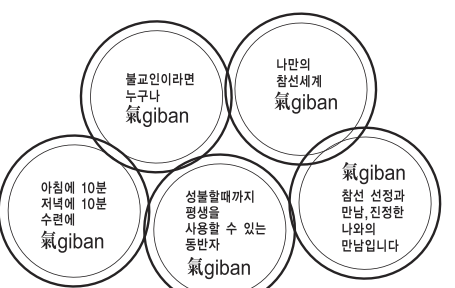 불교인이라면
누구나
氣giban
나만의
참선세계
氣giban
아침에 10분
저녁에 10분
수련에
氣giban
성불할때까지
평생을
사용할 수 있는
동반자
氣giban
氣giban
참선 선정과
만남,진정한
나와의
만남입니다